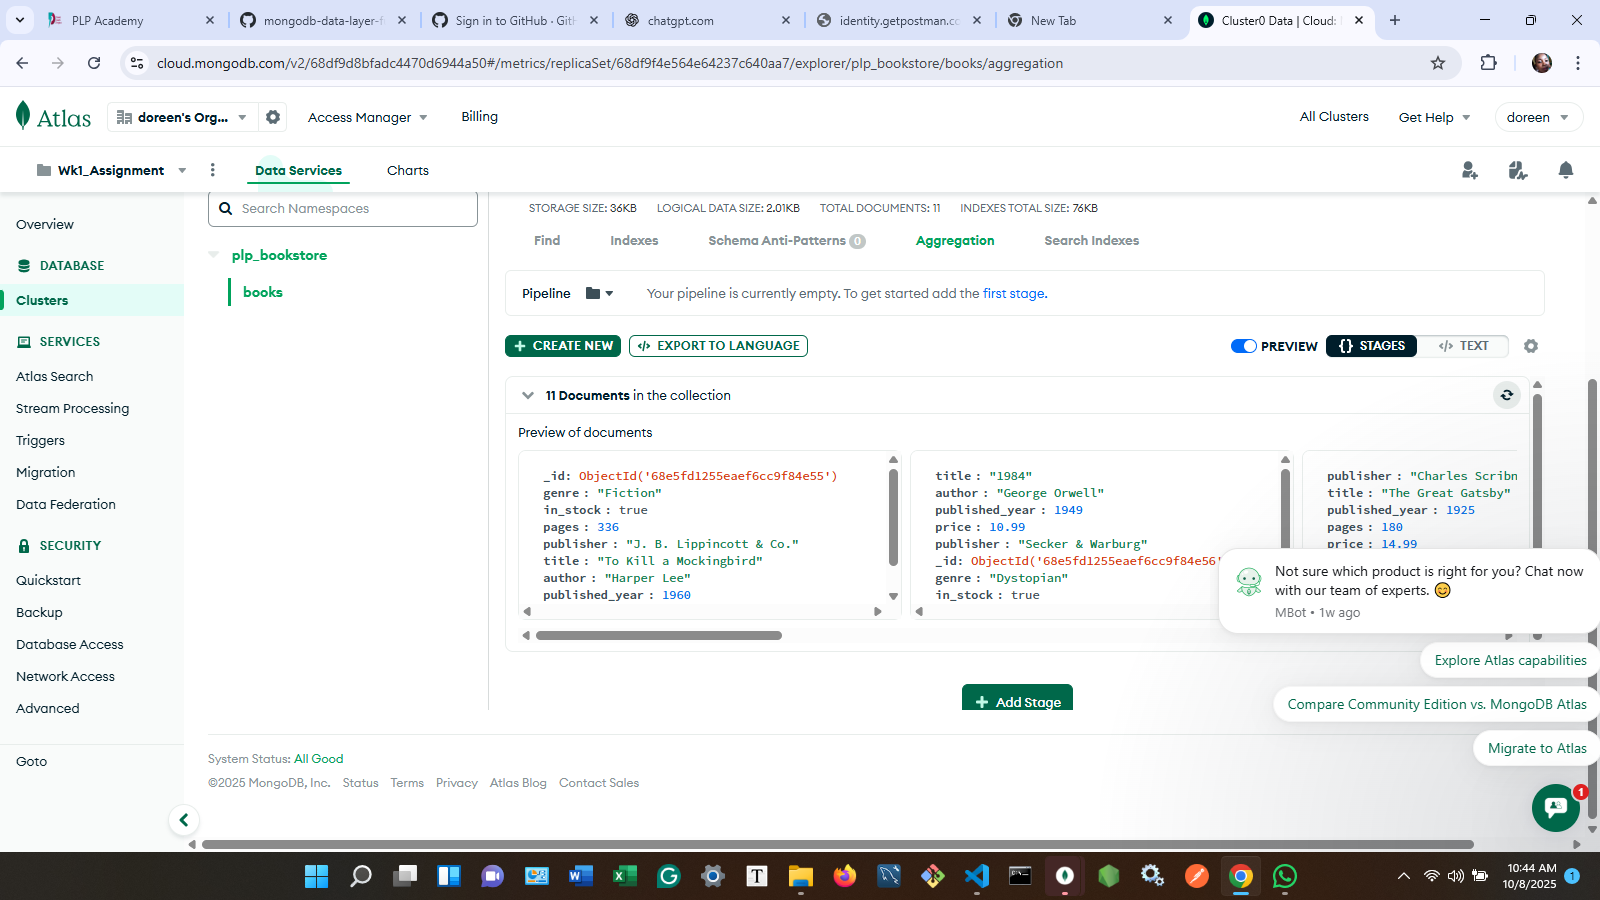 PLP Academy
mongodb-data-layer-f
Sign in to GitHub · GitH
chatgpt.com
identity.getpostman.cc
New Tab
Cluster0 Data | Cloud:
cloud.mongodb.com/v2/68df9d8bfadc4470d6944a50#/metrics/replicaSet/68df9f4e564e64237c640aa7/explorer/plp_bookstore/books/aggregation
Atlas
doreen's Org...
Access Manager
Billing
All Clusters
Get Help
doreen
Wk1_Assignment
Data Services
Charts
Overview
DATABASE
Clusters
SERVICES
Atlas Search
Stream Processing
Triggers
Migration
Data Federation
SECURITY
Quickstart
Backup
Database Access
Network Access
Advanced
Goto
Search Namespaces
plp_bookstore
books
STORAGE SIZE: 36KB LOGICAL DATA SIZE: 2.01KB TOTAL DOCUMENTS: 11 INDEXES TOTAL SIZE: 76KB
Find Indexes Schema Anti-Patterns 0 Aggregation Search Indexes
Pipeline Your pipeline is currently empty. To get started add the first stage.
+ CREATE NEW </> EXPORT TO LANGUAGE PREVIEW {} STAGES </> TEXT
11 Documents in the collection
Preview of documents
_id: ObjectId('68e5fd1255eaef6cc9f84e55')
genre : "Fiction"
in_stock : true
pages : 336
publisher : "J. B. Lippincott & Co."
title : "To Kill a Mockingbird"
author : "Harper Lee"
published_year : 1960
title : "1984"
author : "George Orwell"
published_year : 1949
price : 10.99
publisher : "Secker & Warburg"
_id: ObjectId('68e5fd1255eaef6cc9f84e56'
genre : "Dystopian"
in_stock : true
publisher : "Charles Scribn
title : "The Great Gatsby"
published_year : 1925
pages : 180
price : 14.99
+ Add Stage
Not sure which product is right for you? Chat now
with our team of experts. 😊
MBot • 1w ago
Explore Atlas capabilities
Compare Community Edition vs. MongoDB Atlas
Migrate to Atlas
1
System Status: All Good
©2025 MongoDB, Inc. Status Terms Privacy Atlas Blog Contact Sales
10:44 AM
10/8/2025
1